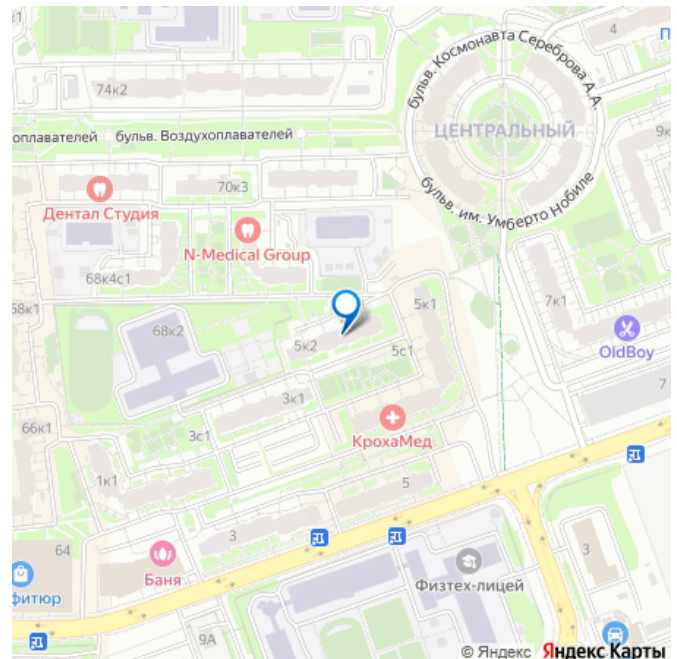 74к2
4
П
бульв. Космонавта Сереброва А.А.
ЦЕНТРАЛЬНЫЙ
9к
оплавателей
бульв. Воздухоплавателей
бульв. им. Умберто Нобиле
70к3
Дентал Студия
N-Medical Group
68к4с1
58к1
5к1
7к1
68к2
5к2
5с1
OldBoy
3к1
7
66к1
3с1
КрохаМед
1к1
5
3
64
Баня
3
фитюр
Физтех-лицей
9А
© Яндекс
Яндекс Карты